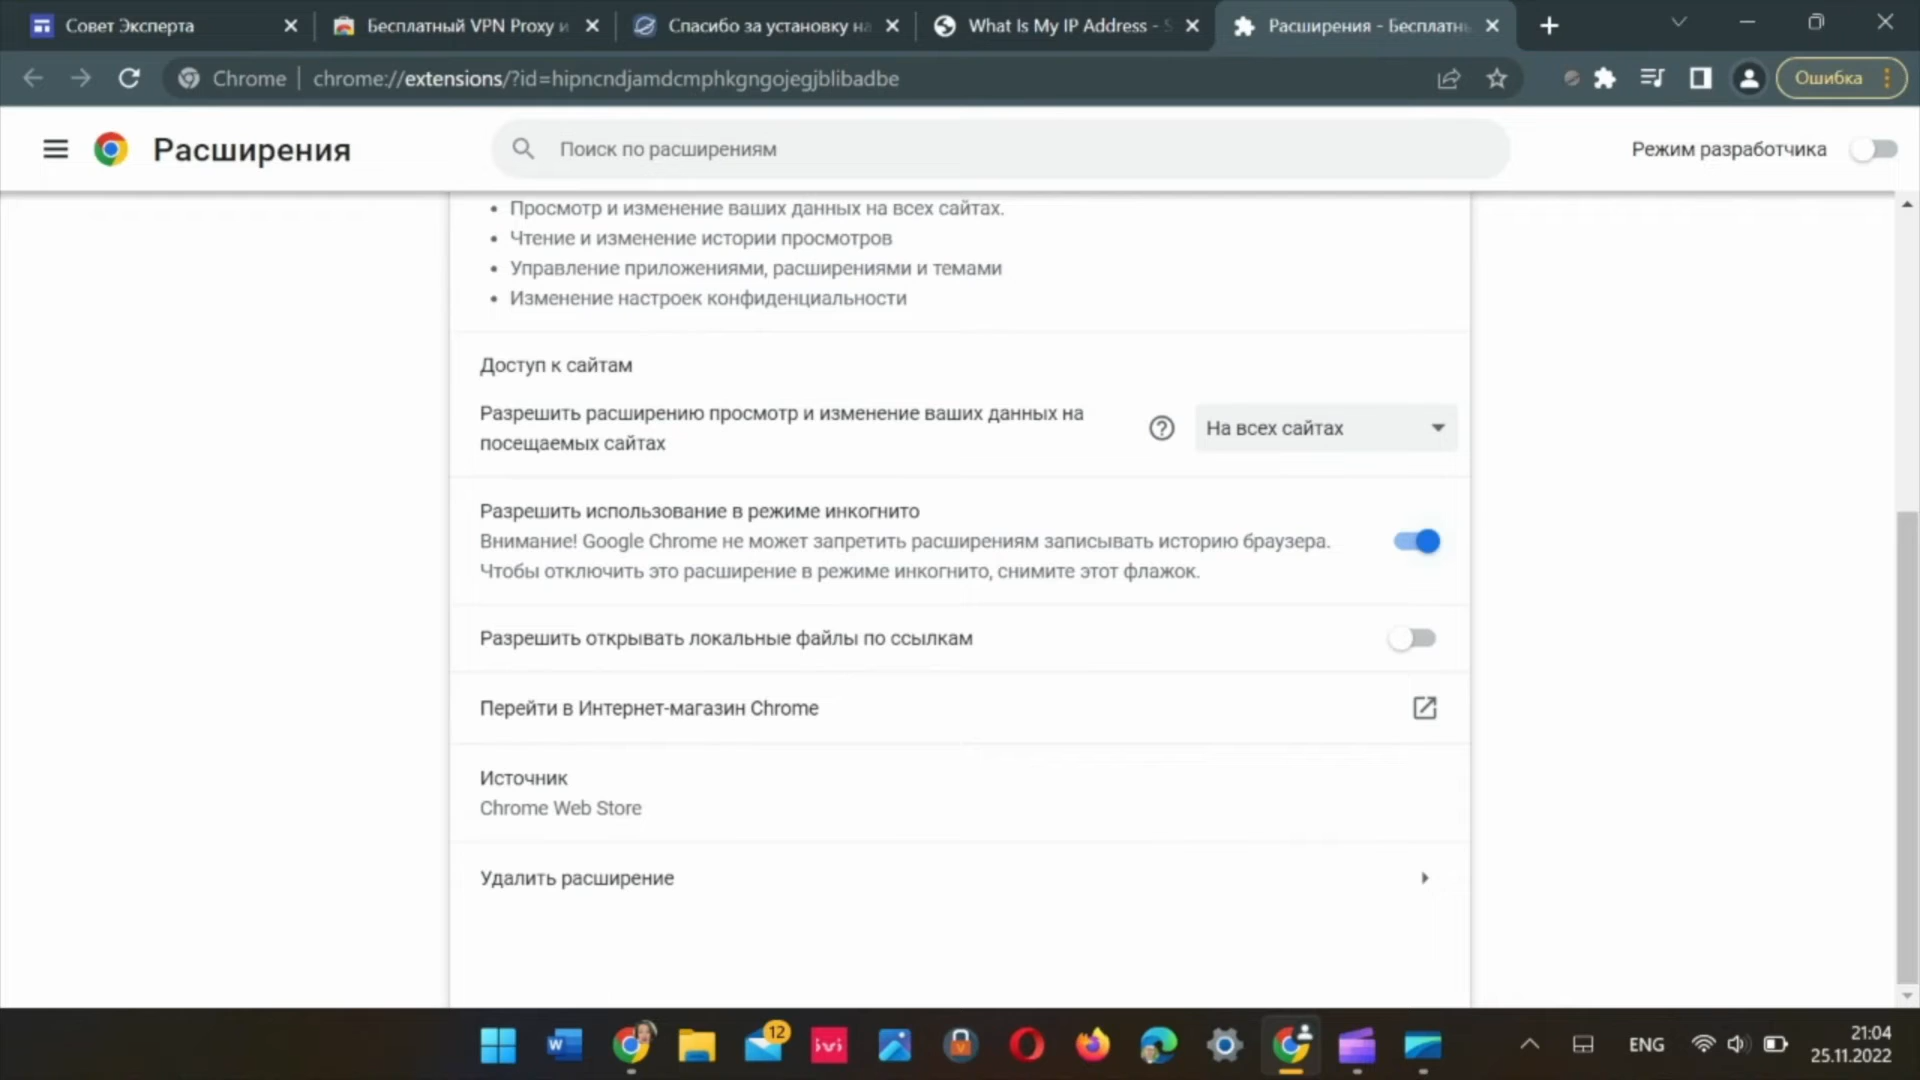 Совет Эксперта
Бесплатный VPN Proxy и
Спасибо за установку на
What Is My IP Address - S
Расширения - Бесплатны
Chrome
chrome://extensions/?id=hipncndjamdcmphkgngojegjblibadbe
Ошибка
Расширения
Поиск по расширениям
Режим разработчика
• Просмотр и изменение ваших данных на всех сайтах.
• Чтение и изменение истории просмотров
• Управление приложениями, расширениями и темами
• Изменение настроек конфиденциальности
Доступ к сайтам
Разрешить расширению просмотр и изменение ваших данных на
посещаемых сайтах
На всех сайтах
Разрешить использование в режиме инкогнито
Внимание! Google Chrome не может запретить расширениям записывать историю браузера.
Чтобы отключить это расширение в режиме инкогнито, снимите этот флажок.
Разрешить открывать локальные файлы по ссылкам
Перейти в Интернет-магазин Chrome
Источник
Chrome Web Store
Удалить расширение
W
12
ivi
ENG
21:04
25.11.2022